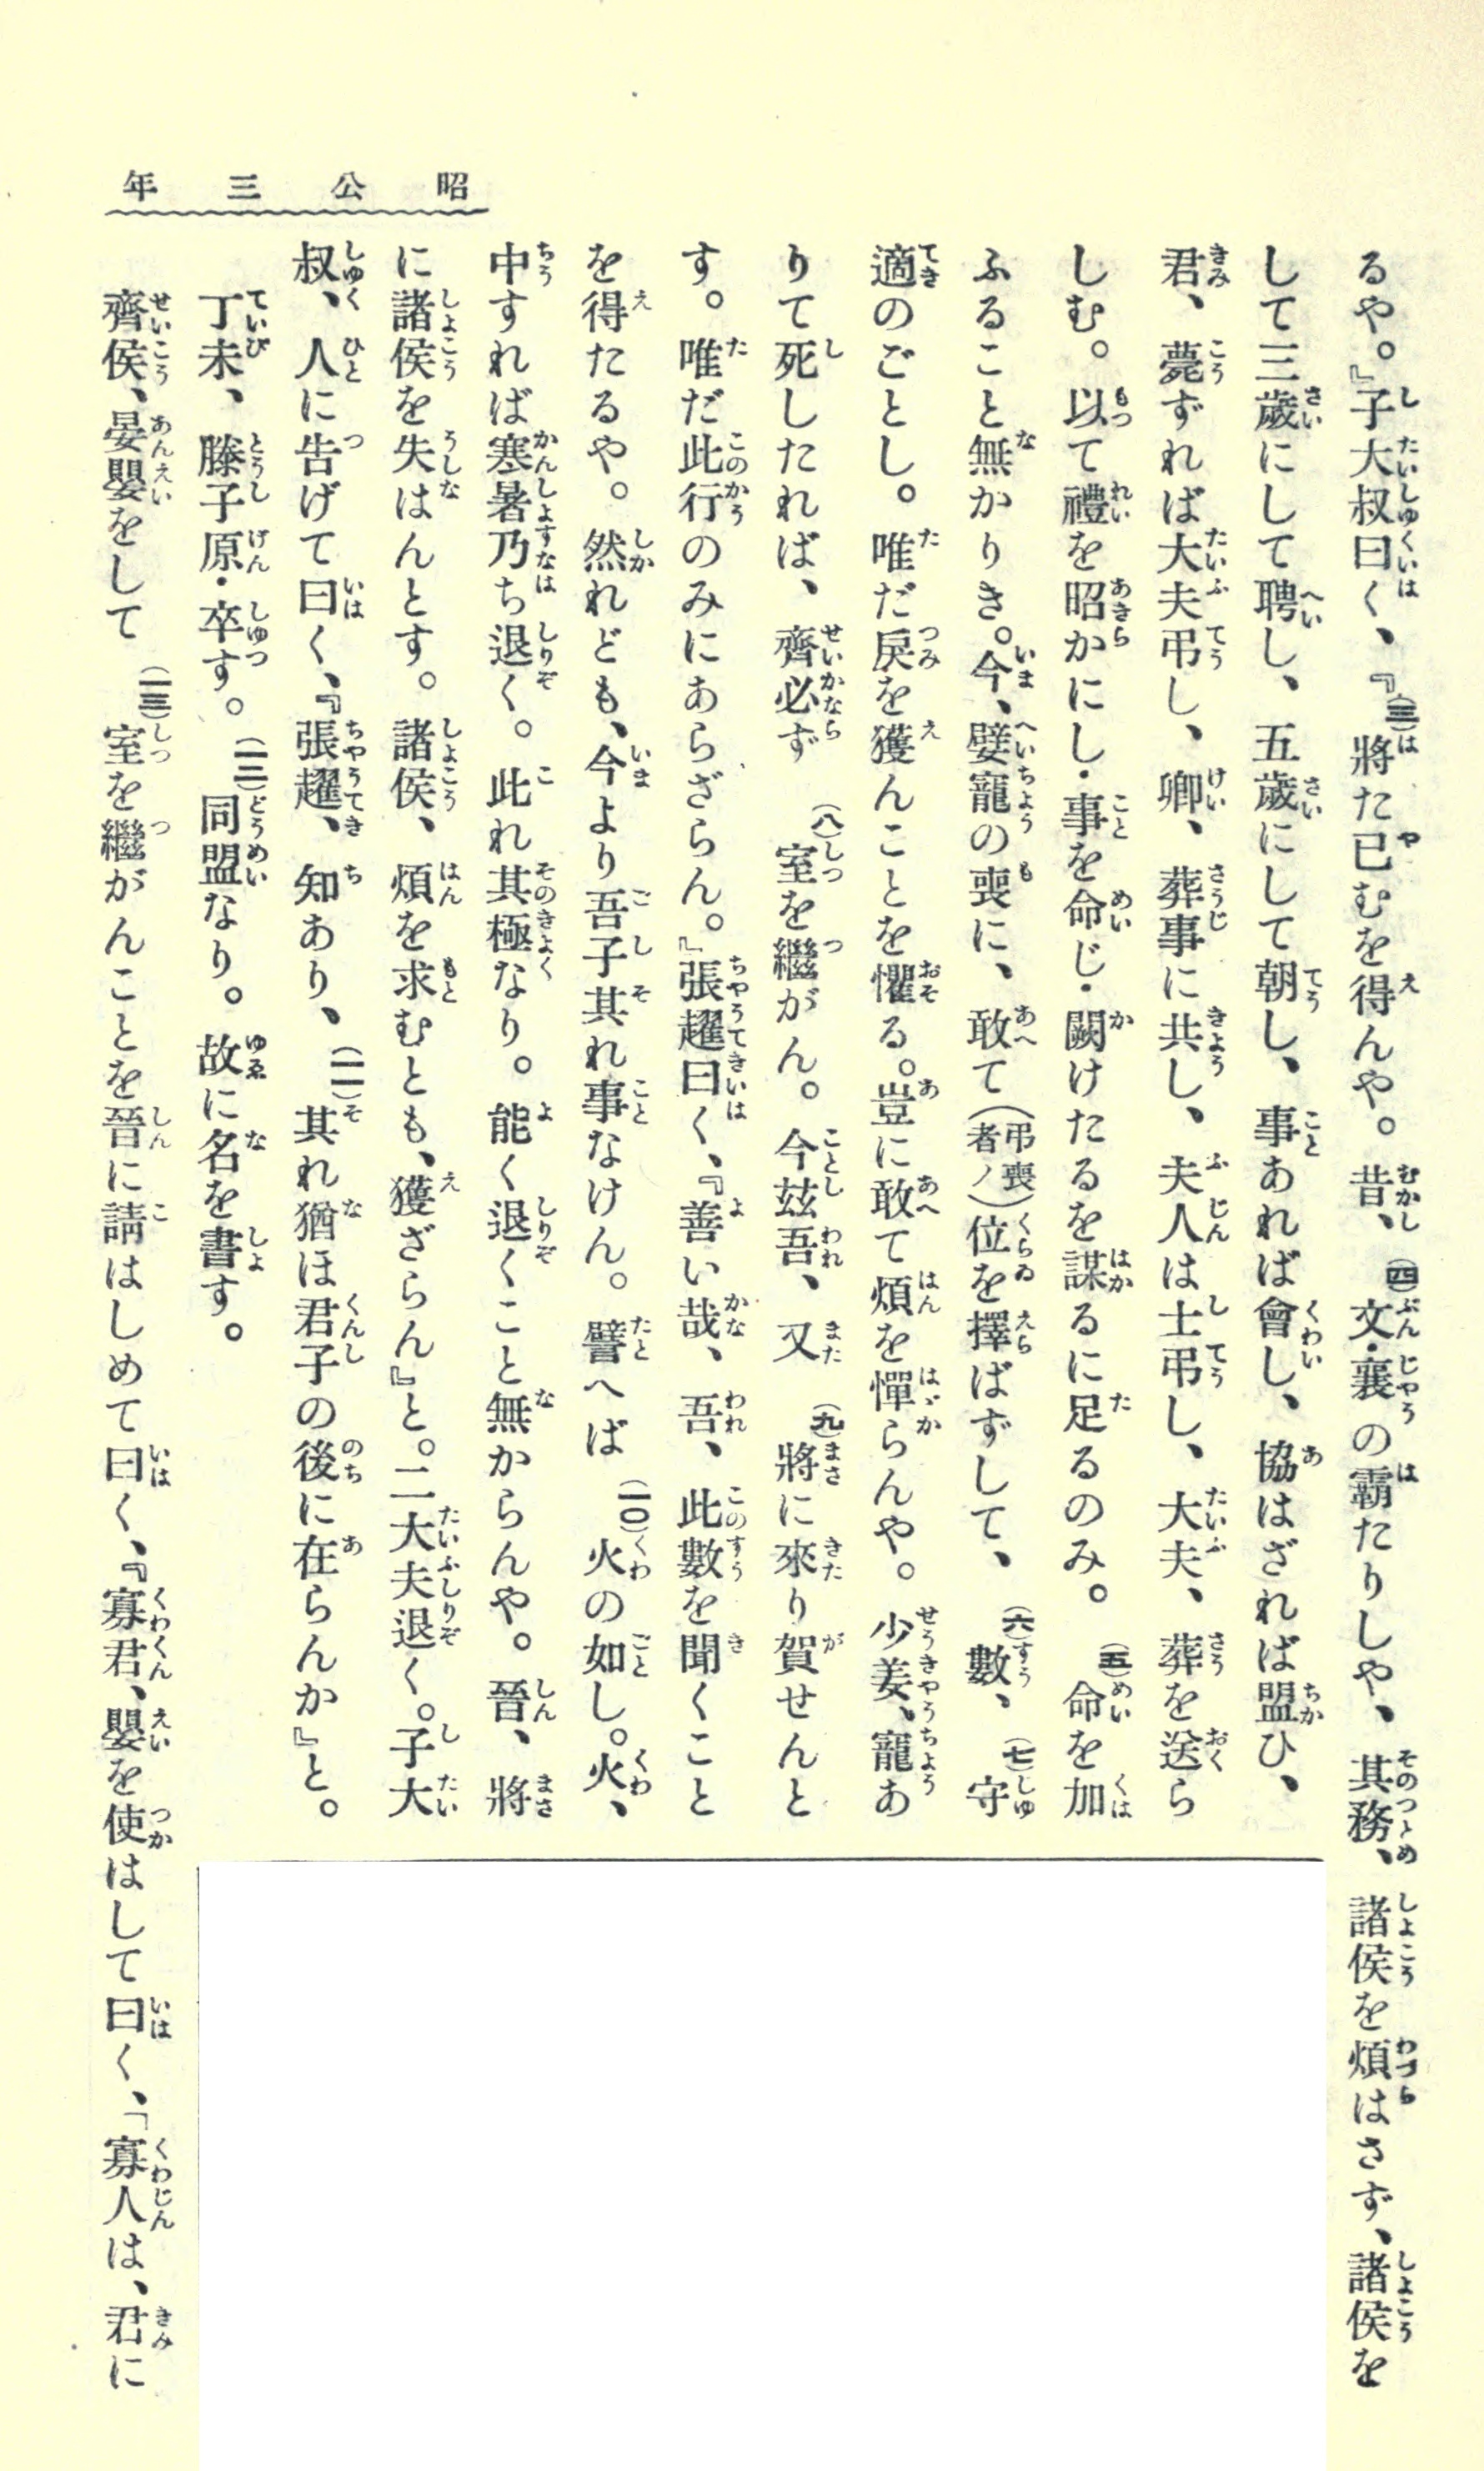 昭公三年
るや。』子大叔曰く、『(三)將た已むを得んや。昔、(四)文・襄の霸たりしや、其務、諸侯を煩はさず、諸侯を
して三歲にして聘し、五歲にして朝し、事あれば會し、協はざれば盟ひ、
君、薨ずれば大夫弔し、卿、葬事に共し、夫人は士弔し、大夫、葬を送ら
しむ。以て禮を昭かにし・事を命じ・闕けたるを謀るに足るのみ。(五)命を加
ふること無かりき。今、嬖寵の喪に、敢て(弔喪者ノ)位を擇ばずして、(六)數、(七)守
適のごとし。唯だ戾を獲んことを懼る。豈に敢て煩を憚らんや。少姜、寵あ
りて死したれば、齊必ず(八)室を繼がん。今玆吾、又(九)將に來り賀せんと
す。唯だ此行のみにあらざらん。』張趯曰く、『善い哉、吾、此數を聞くこと
を得たるや。然れども、今より吾子其れ事なけん。譬へば(一〇)火の如し。火、
中すれば寒暑乃ち退く。此れ其極なり。能く退くこと無からんや。晉、將
に諸侯を失はんとす。諸侯、煩を求むとも、獲ざらん』と。二大夫退く。子大
叔、人に告げて曰く、『張趯、知あり、(一一)其れ猶ほ君子の後に在らんか』と。
丁未、滕子原・卒す。(一二)同盟なり。故に名を書す。
齊侯、晏嬰をして(一三)室を繼がんことを晉に請はしめて曰く、『寡君、嬰を使はして曰く、「寡人は、君に